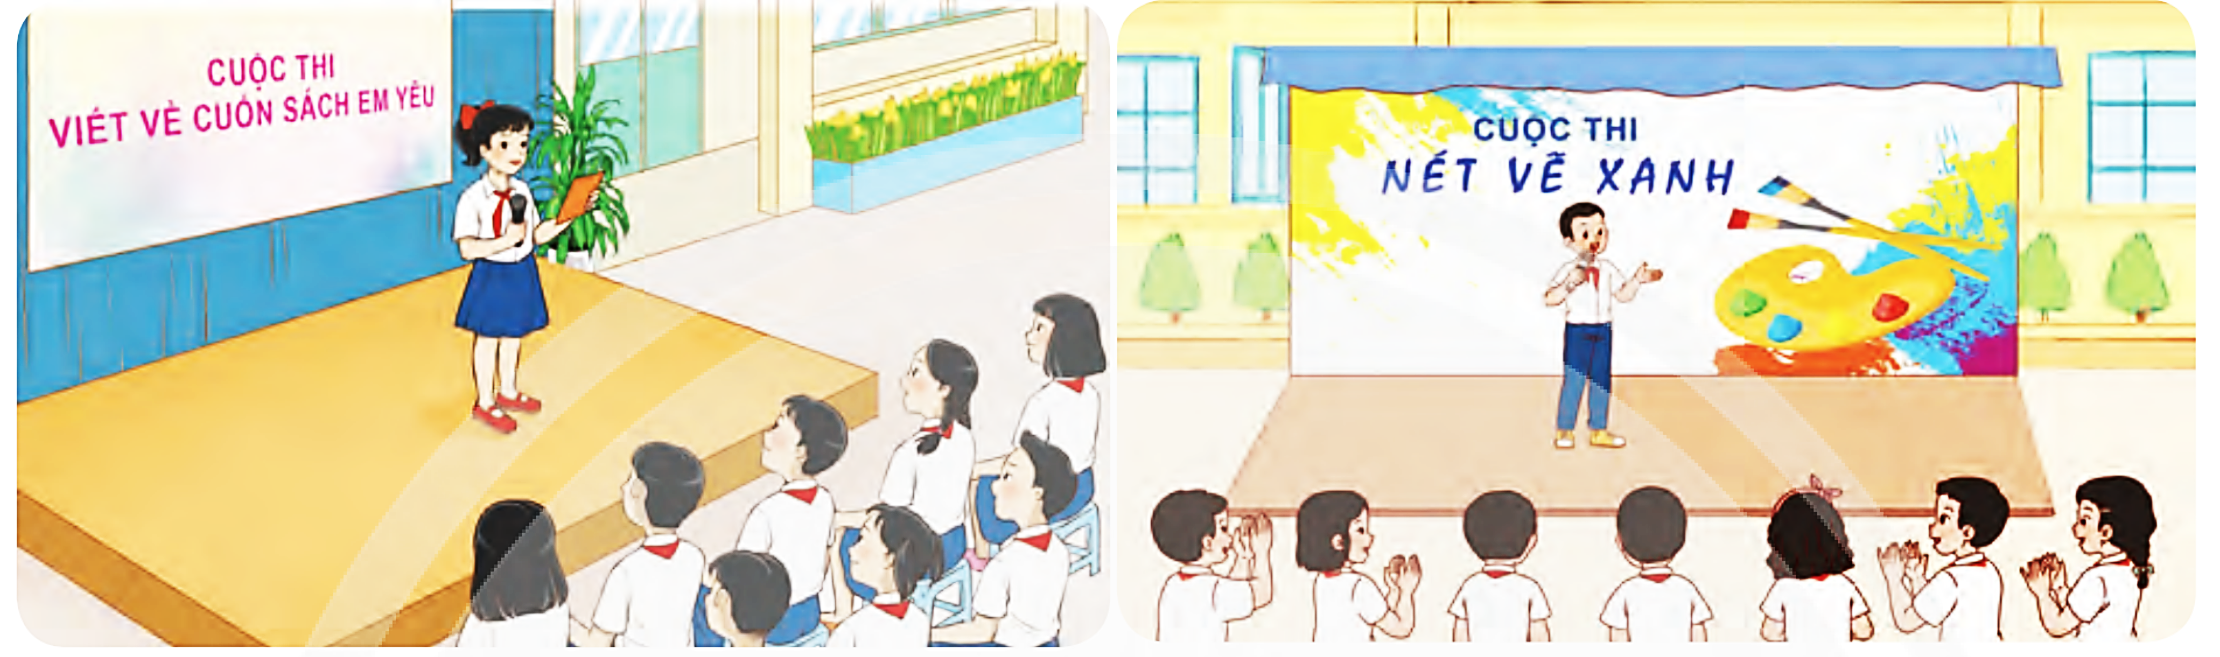 CUỘC THI
VIẾT VỀ CUỐN SÁCH EM YÊU
CUỘC THI
NÉT VẼ XANH